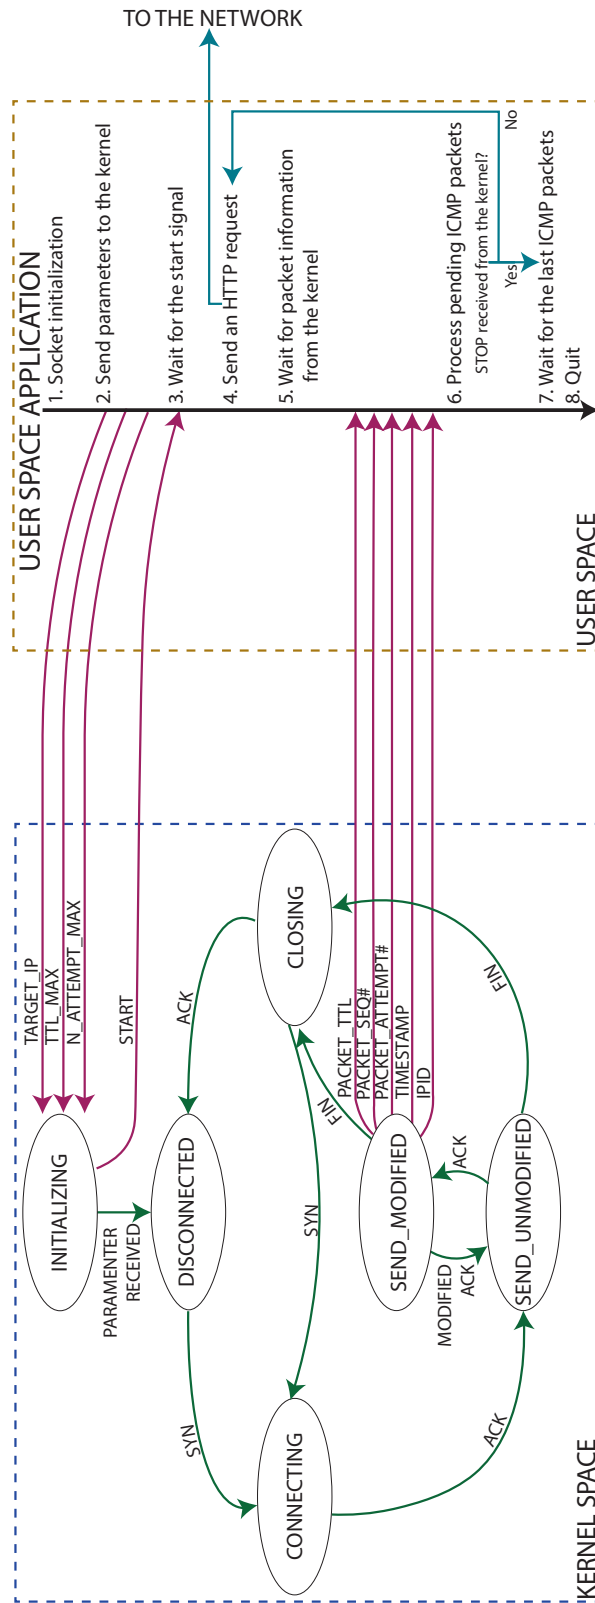 TO THE NETWORK
USER SPACE APPLICATION
1. Socket initialization
2. Send parameters to the kernel
3. Wait for the start signal
4. Send an HTTP request
5. Wait for packet information
from the kernel
6. Process pending ICMP packets
STOP received from the kernel?
No
Yes
7. Wait for the last ICMP packets
8. Quit
USER SPACE
TARGET_IP
TTL_MAX
N_ATTEMPT_MAX
START
INITIALIZING
PARAMENTER
RECEIVED
DISCONNECTED
ACK
SYN
CLOSING
SYN
FIN
FIN
PACKET_TTL
PACKET_SEQ#
PACKET_ATTEMPT#
TIMESTAMP
IPID
CONNECTING
SEND_MODIFIED
MODIFIED
ACK
ACK
SEND_UNMODIFIED
ACK
KERNEL SPACE